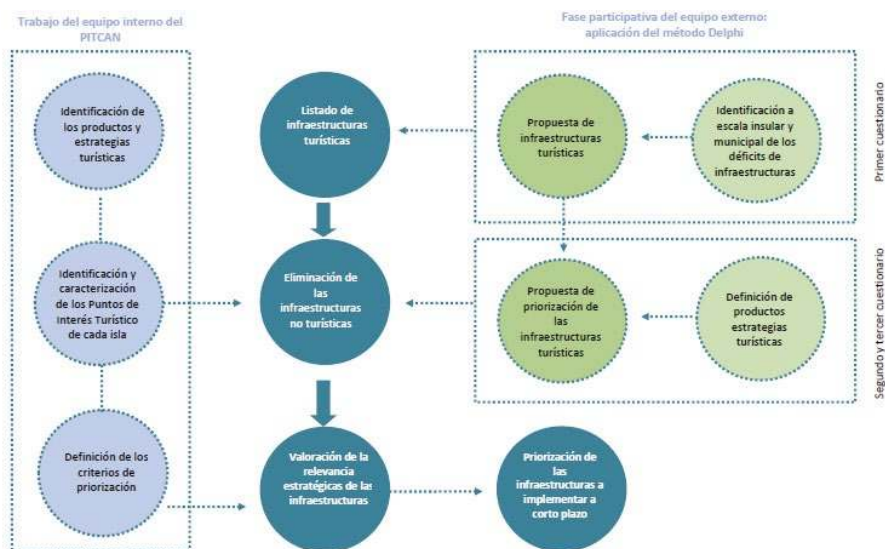 Trabajo del equipo interno del
PITCAN
Fase participativa del equipo externo:
aplicación del método Delphi
Identificación de
los productos y
estrategias
turísticas
Listado de
infraestructuras
turísticas
Propuesta de
infraestructuras
turísticas
Identificación a
escala insular y
municipal de los
déficits de
infraestructuras
Primer cuestionario
Identificación y
caracterización
de los Puntos de
Interés Turístico
de cada isla
Eliminación de
las
infraestructuras
no turísticas
Propuesta de
priorización de
las
infraestructuras
turísticas
Definición de
productos
estrategias
turísticas
Segundo y tercer cuestionario
Definición de los
criterios de
priorización
Valoración de la
relevancia
estratégicas de las
infraestructuras
Priorización de
las
infraestructuras a
implementar a
corto plazo